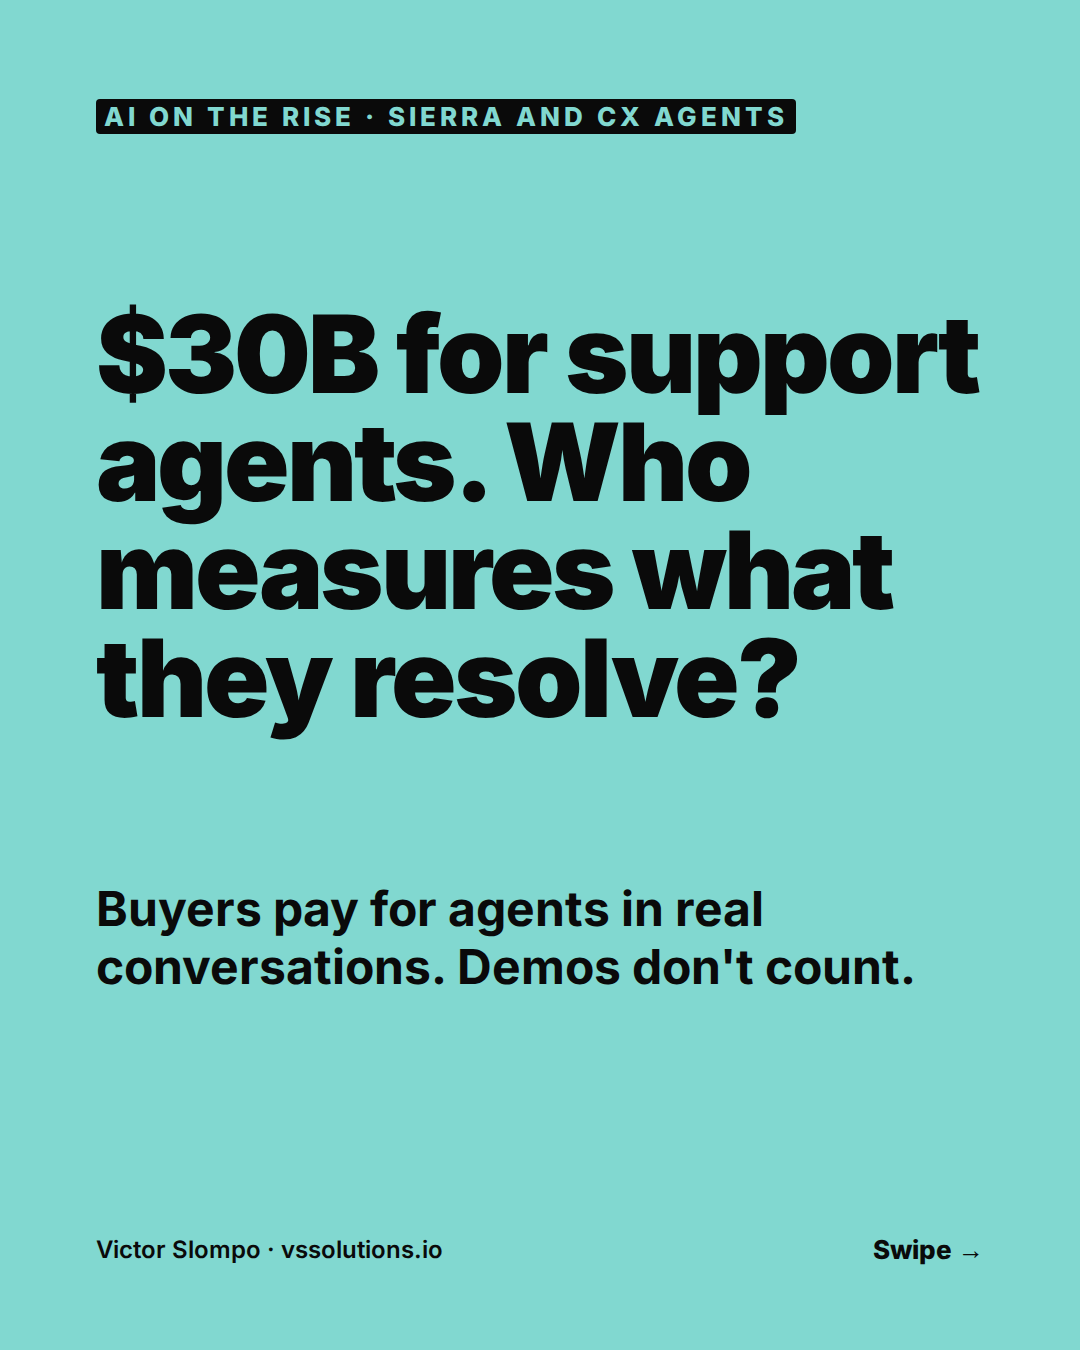 AI ON THE RISE · SIERRA AND CX AGENTS
$30B for support
agents. Who
measures what
they resolve?
Buyers pay for agents in real
conversations. Demos don't count.
Victor Slompo · vssolutions.io
Swipe →